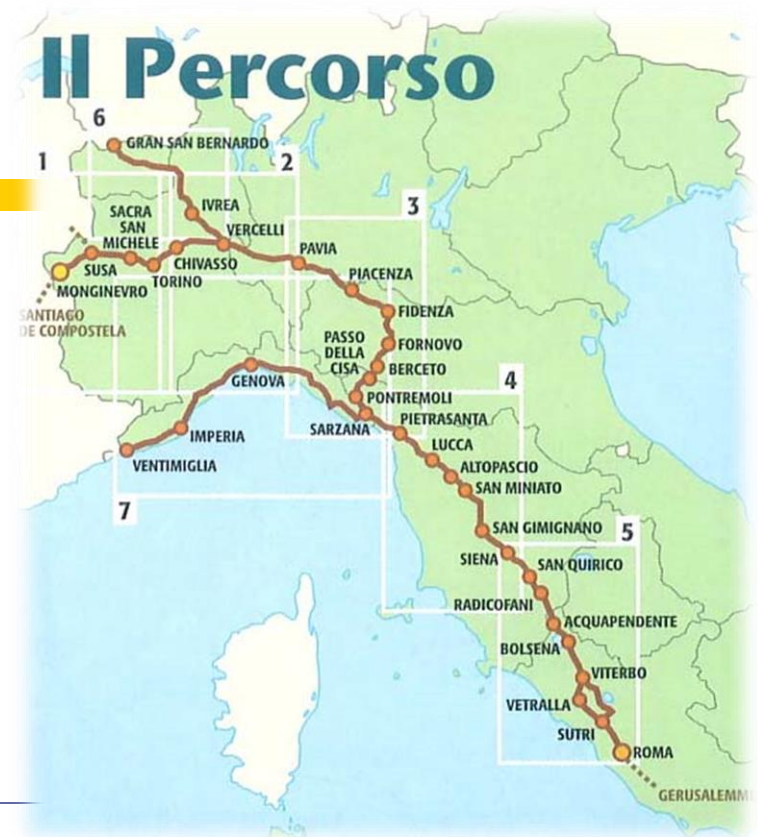 Il Percorso
6
GRAN SAN BERNARDO
1
2
IVREA
3
SACRA
SAN
MICHELE
VERCELLI
PAVIA
SUSA
CHIVASSO
TORINO
MONGINEVRO
PIACENZA
SANTIAGO
DE COMPOSTELA
FIDENZA
PASSO
DELLA
CISA
FORNOVO
BERCETO
GENOVA
4
PONTREMOLI
SARZANA
PIETRASANTA
IMPERIA
LUCCA
VENTIMIGLIA
ALTOPASCIO
SAN MINIATO
7
SAN GIMIGNANO
5
SIENA
SAN QUIRICO
RADICOFANI
ACQUAPENDENTE
BOLSENA
VITERBO
VETRALLA
SUTRI
ROMA
GERUSALEMME